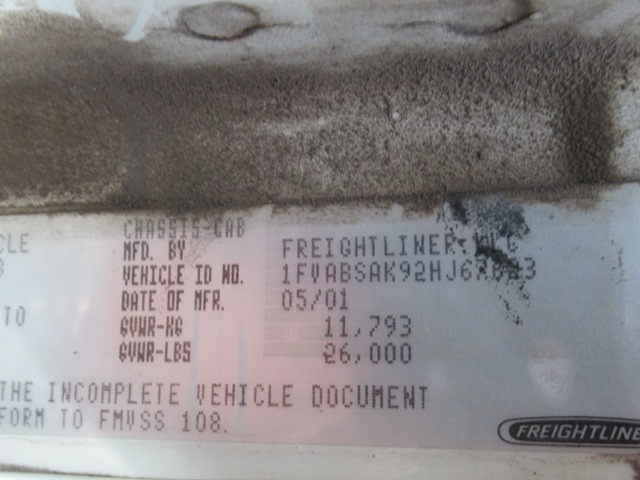 CHASSIS-CAB
CLE MFD. BY FREIGHTLINER LLC
VEHICLE ID NO.
DATE OF MFR. 05/01
TO GVWR-KG 11,793
GVWR-LBS 26,000
THE INCOMPLETE VEHICLE DOCUMENT
FORM TO FMVSS 108.
FREIGHTLINE